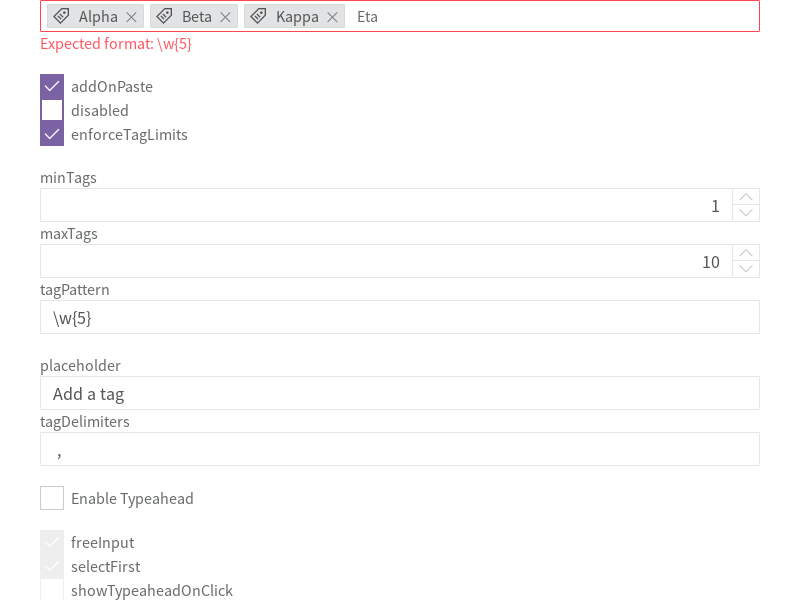 Alpha Beta Kappa Eta
Expected format: \w{5}
addOnPaste
disabled
enforceTagLimits
minTags
1
maxTags
10
tagPattern
\w{5}
placeholder
Add a tag
tagDelimiters
,
Enable Typeahead
freeInput
selectFirst
showTypeaheadOnClick